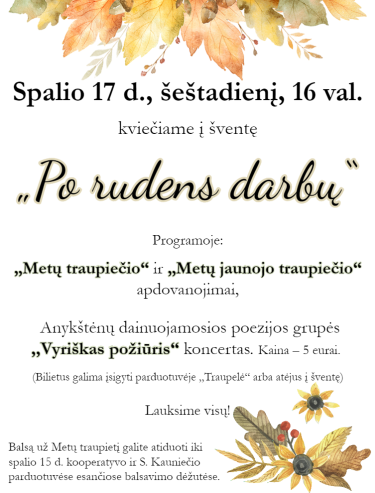 Spalio 17 d., šeštadienį, 16 val.
kviečiame į šventę
„Po rudens darbų“
Programoje:
„Metų traupiečio“ ir „Metų jaunojo traupiečio“
apdovanojimai,
Anykštėnų dainuojamosios poezijos grupės
„Vyriškas požiūris“ koncertas. Kaina – 5 eurai.
(Bilietus galima įsigyti parduotuvėje „Traupelė“ arba atėjus į šventę)
Lauksime visų!
Balsą už Metų traupietį galite atiduoti iki
spalio 15 d. kooperatyvo ir S. Kauniečio
parduotuvėse esančiose balsavimo dėžutėse.